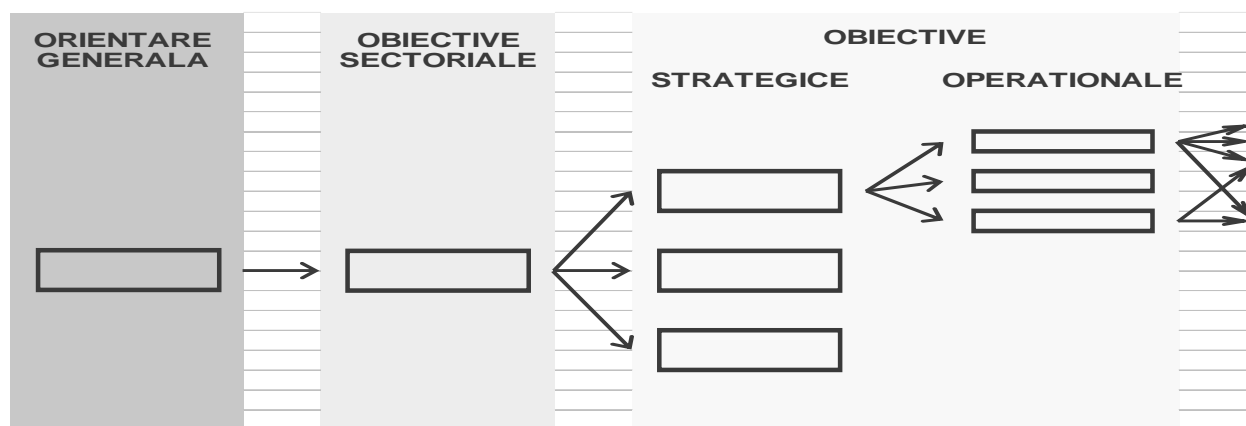 ORIENTARE
GENERALA
OBIECTIVE
SECTORIALE
OBIECTIVE
STRATEGICE
OPERATIONALE